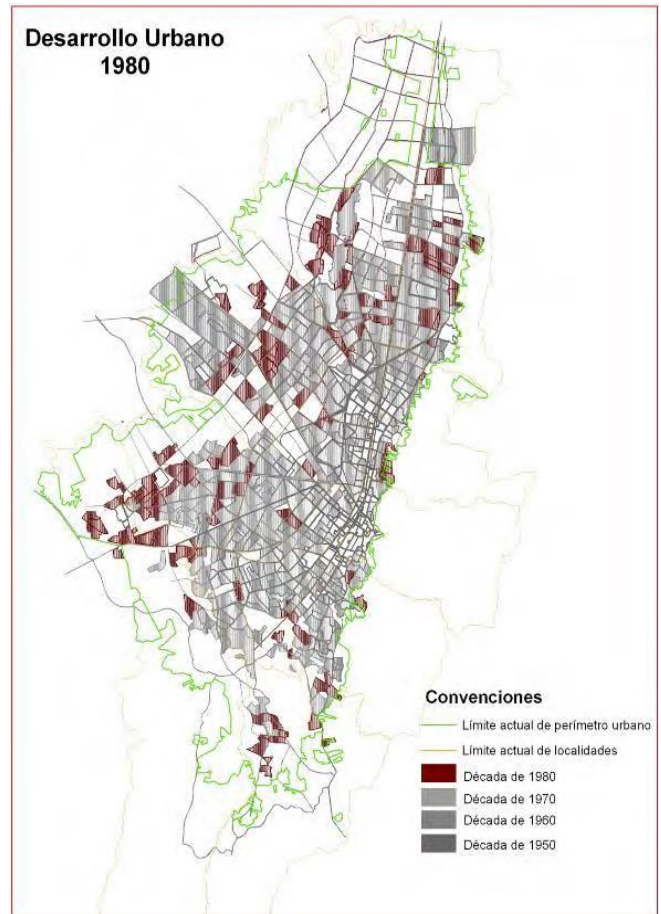 Desarrollo Urbano
1980
Convenciones
Límite actual de perímetro urbano
Límite actual de localidades
Década de 1980
Década de 1970
Década de 1960
Década de 1950